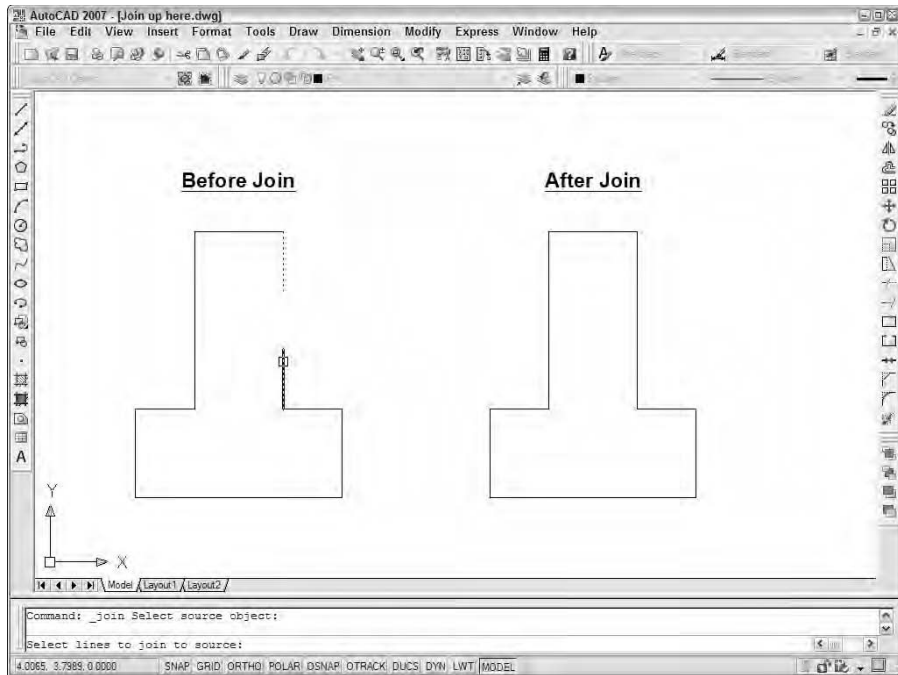 AutoCAD 2007 - [Join up here.dwg]
File Edit View Insert Format Tools Draw Dimension Modify Express Window Help
Before Join
After Join
A
Y
X
Model Layout1 Layout2
Command: _join Select source object:
Select lines to join to source:
4.0065, 3.7989, 0.0000 SNAP GRID ORTHO POLAR OSNAP OTRACK DUCS DYN LWT MODEL